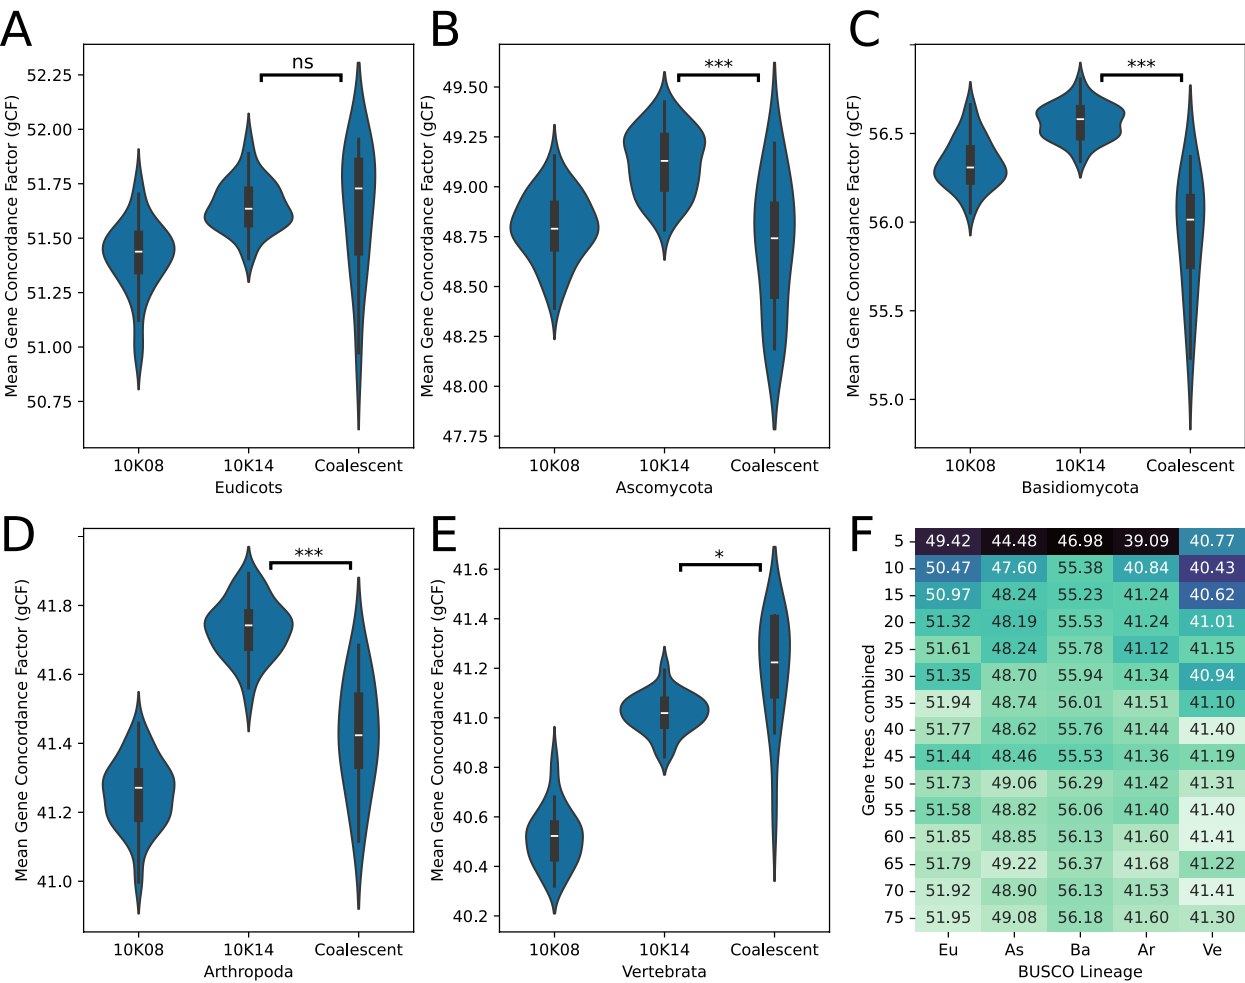 A
Mean Gene Concordance Factor (gCF)
52.25
52.00
51.75
51.50
51.25
51.00
50.75
ns
10K08 10K14 Coalescent
Eudicots
B
Mean Gene Concordance Factor (gCF)
49.50
49.25
49.00
48.75
48.50
48.25
48.00
47.75
***
10K08 10K14 Coalescent
Ascomycota
C
Mean Gene Concordance Factor (gCF)
56.5
56.0
55.5
55.0
***
10K08 10K14 Coalescent
Basidiomycota
D
Mean Gene Concordance Factor (gCF)
41.8
41.6
41.4
41.2
41.0
***
10K08 10K14 Coalescent
Arthropoda
E
Mean Gene Concordance Factor (gCF)
41.6
41.4
41.2
41.0
40.8
40.6
40.4
40.2
*
10K08 10K14 Coalescent
Vertebrata
F
Gene trees combined
5 49.42 44.48 46.98 39.09 40.77
10 50.47 47.60 55.38 40.84 40.43
15 50.97 48.24 55.23 41.24 40.62
20 51.32 48.19 55.53 41.24 41.01
25 51.61 48.24 55.78 41.12 41.15
30 51.35 48.70 55.94 41.34 40.94
35 51.94 48.74 56.01 41.51 41.10
40 51.77 48.62 55.76 41.44 41.40
45 51.44 48.46 55.53 41.36 41.19
50 51.73 49.06 56.29 41.42 41.31
55 51.58 48.82 56.06 41.40 41.40
60 51.85 48.85 56.13 41.60 41.41
65 51.79 49.22 56.37 41.68 41.22
70 51.92 48.90 56.13 41.53 41.41
75 51.95 49.08 56.18 41.60 41.30
Eu As Ba Ar Ve
BUSCO Lineage